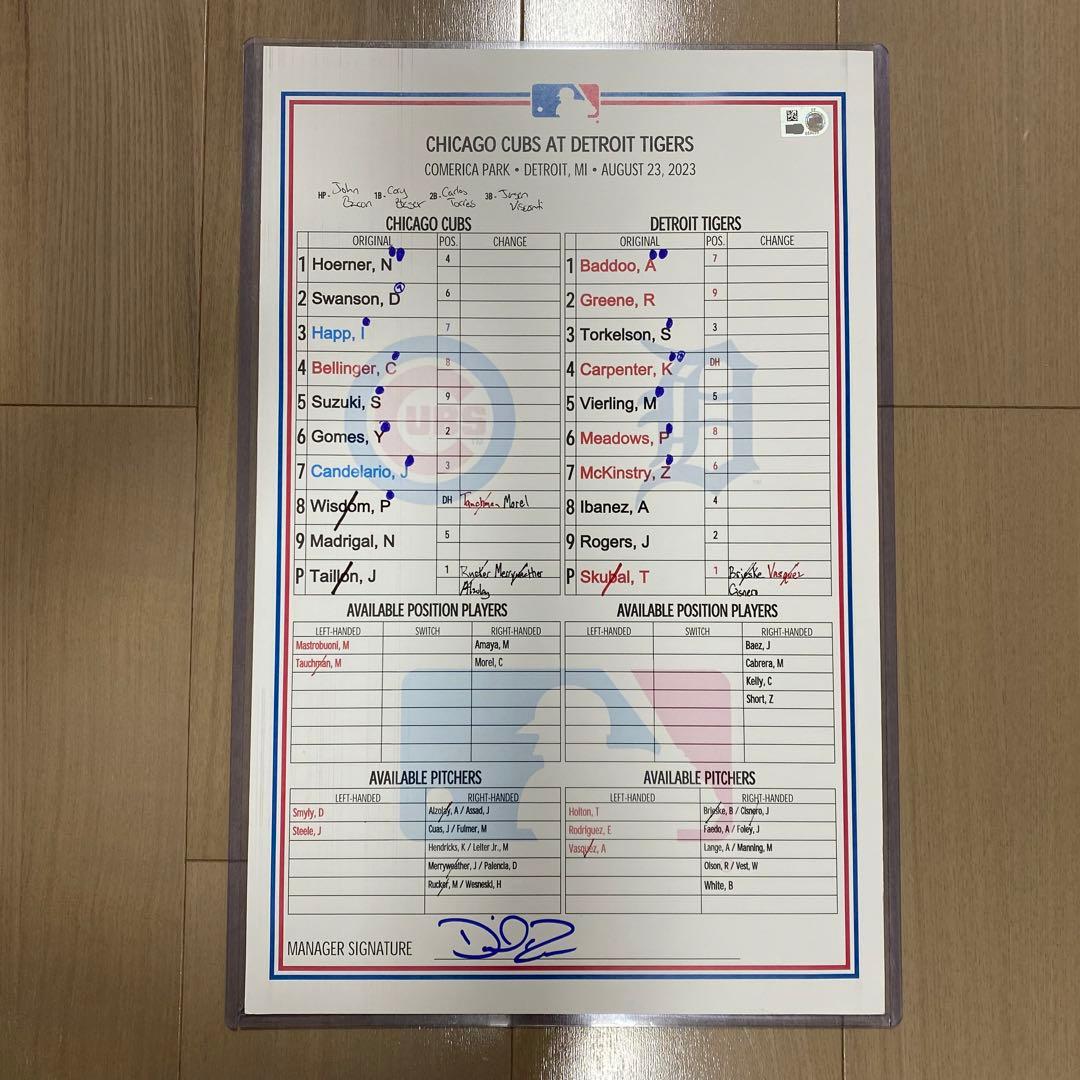 CHICAGO CUBS AT DETROIT TIGERS
COMERICA PARK • DETROIT, MI • AUGUST 23, 2023
HP- John Bacon 1B- Cory Blaser 2B- Carlos Torres 3B- Jansen Visconti
CHICAGO CUBS
ORIGINAL POS. CHANGE
1 Hoerner, N 4
2 Swanson, D 6
3 Happ, I 7
4 Bellinger, C 8
5 Suzuki, S 9
6 Gomes, Y 2
7 Candelario, J 3
8 Wisdom, P DH Tauchman Morel
9 Madrigal, N 5
P Taillon, J 1 Rucker Merryweather
Alzolay
DETROIT TIGERS
ORIGINAL POS. CHANGE
1 Baddoo, A 7
2 Greene, R 9
3 Torkelson, S 3
4 Carpenter, K DH
5 Vierling, M 5
6 Meadows, P 8
7 McKinstry, Z 6
8 Ibanez, A 4
9 Rogers, J 2
P Skubal, T 1 Brieske Vasquez
Cisnero
CUBS
D
AVAILABLE POSITION PLAYERS
LEFT-HANDED SWITCH RIGHT-HANDED
Mastrobuoni, M Amaya, M
Tauchman, M Morel, C
AVAILABLE POSITION PLAYERS
LEFT-HANDED SWITCH RIGHT-HANDED
Baez, J
Cabrera, M
Kelly, C
Short, Z
AVAILABLE PITCHERS
LEFT-HANDED RIGHT-HANDED
Smyly, D Alzolay, A / Assad, J
Steele, J Cuas, J / Fulmer, M
Hendricks, K / Leiter Jr., M
Merryweather, J / Palencia, D
Rucker, M / Wesneski, H
AVAILABLE PITCHERS
LEFT-HANDED RIGHT-HANDED
Holton, T Brieske, B / Cisnero, J
Rodriguez, E Faedo, A / Foley, J
Vasquez, A Lange, A / Manning, M
Olson, R / Vest, W
White, B
MANAGER SIGNATURE